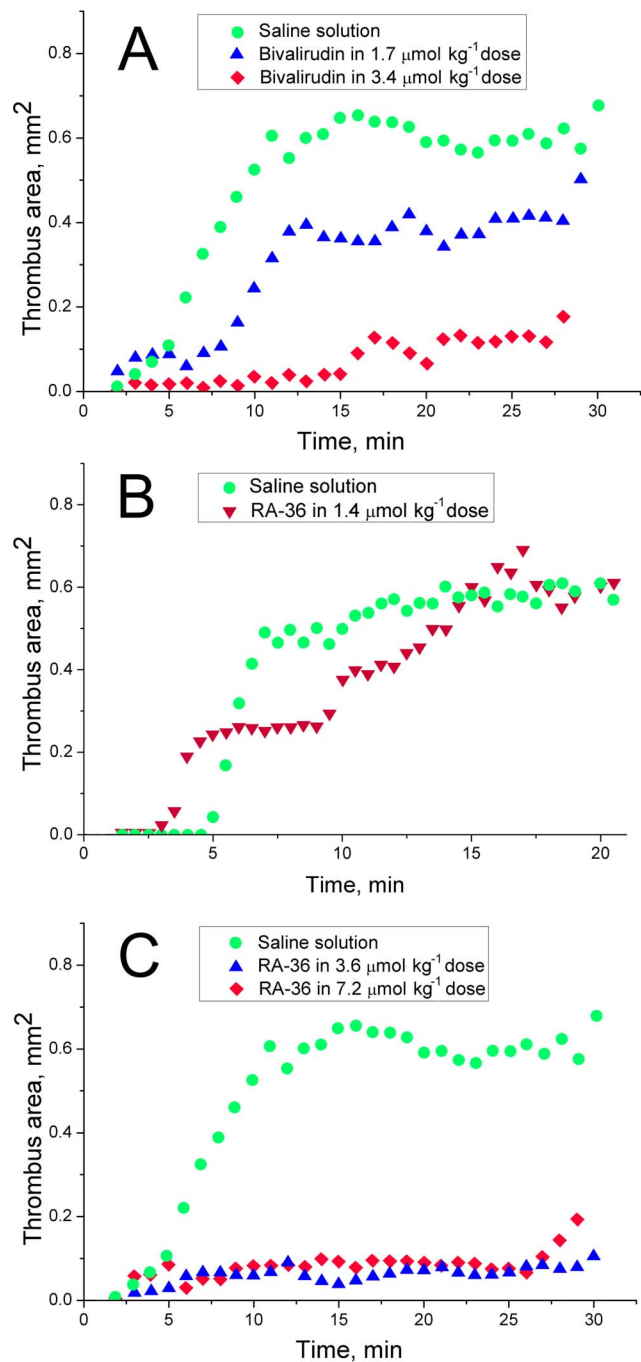 A
Saline solution
Bivalirudin in 1.7 μmol kg⁻¹ dose
Bivalirudin in 3.4 μmol kg⁻¹ dose
Thrombus area, mm²
0.8
0.6
0.4
0.2
0.0
0 5 10 15 20 25 30
Time, min
B
Saline solution
RA-36 in 1.4 μmol kg⁻¹ dose
Thrombus area, mm²
0.8
0.6
0.4
0.2
0.0
0 5 10 15 20
Time, min
C
Saline solution
RA-36 in 3.6 μmol kg⁻¹ dose
RA-36 in 7.2 μmol kg⁻¹ dose
Thrombus area, mm²
0.8
0.6
0.4
0.2
0.0
0 5 10 15 20 25 30
Time, min